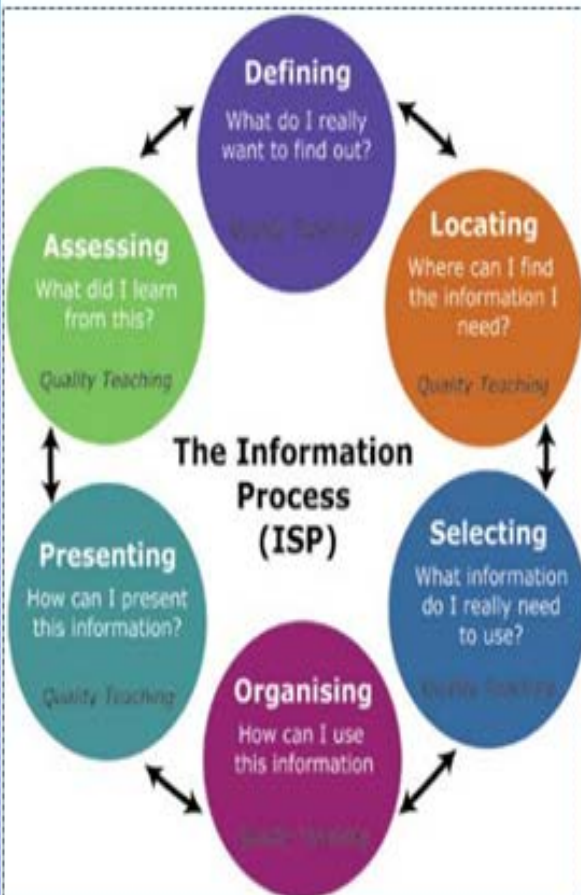 Defining
What do I really
want to find out?
Locating
Where can I find
the information I
need?
Quality Teaching
Selecting
What information
do I really need
to use?
Quality Teaching
Organising
How can I use
this information
Presenting
How can I present
this information?
Quality Teaching
Assessing
What did I learn
from this?
Quality Teaching
The Information
Process
(ISP)